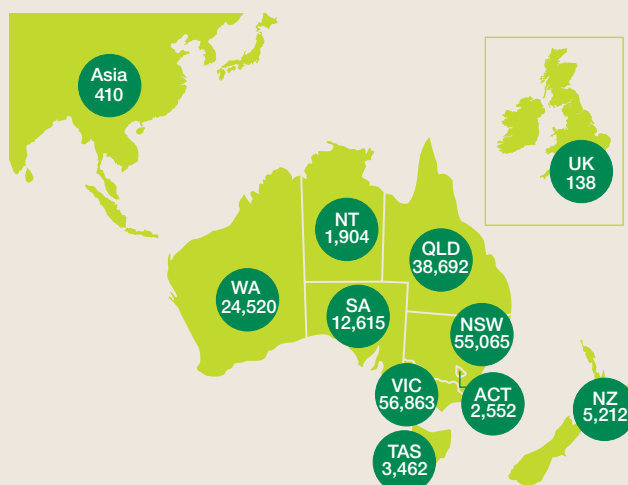 Asia
410
UK
138
NT
1,904
QLD
38,692
WA
24,520
SA
12,615
NSW
55,065
VIC
56,863
ACT
2,552
NZ
5,212
TAS
3,462